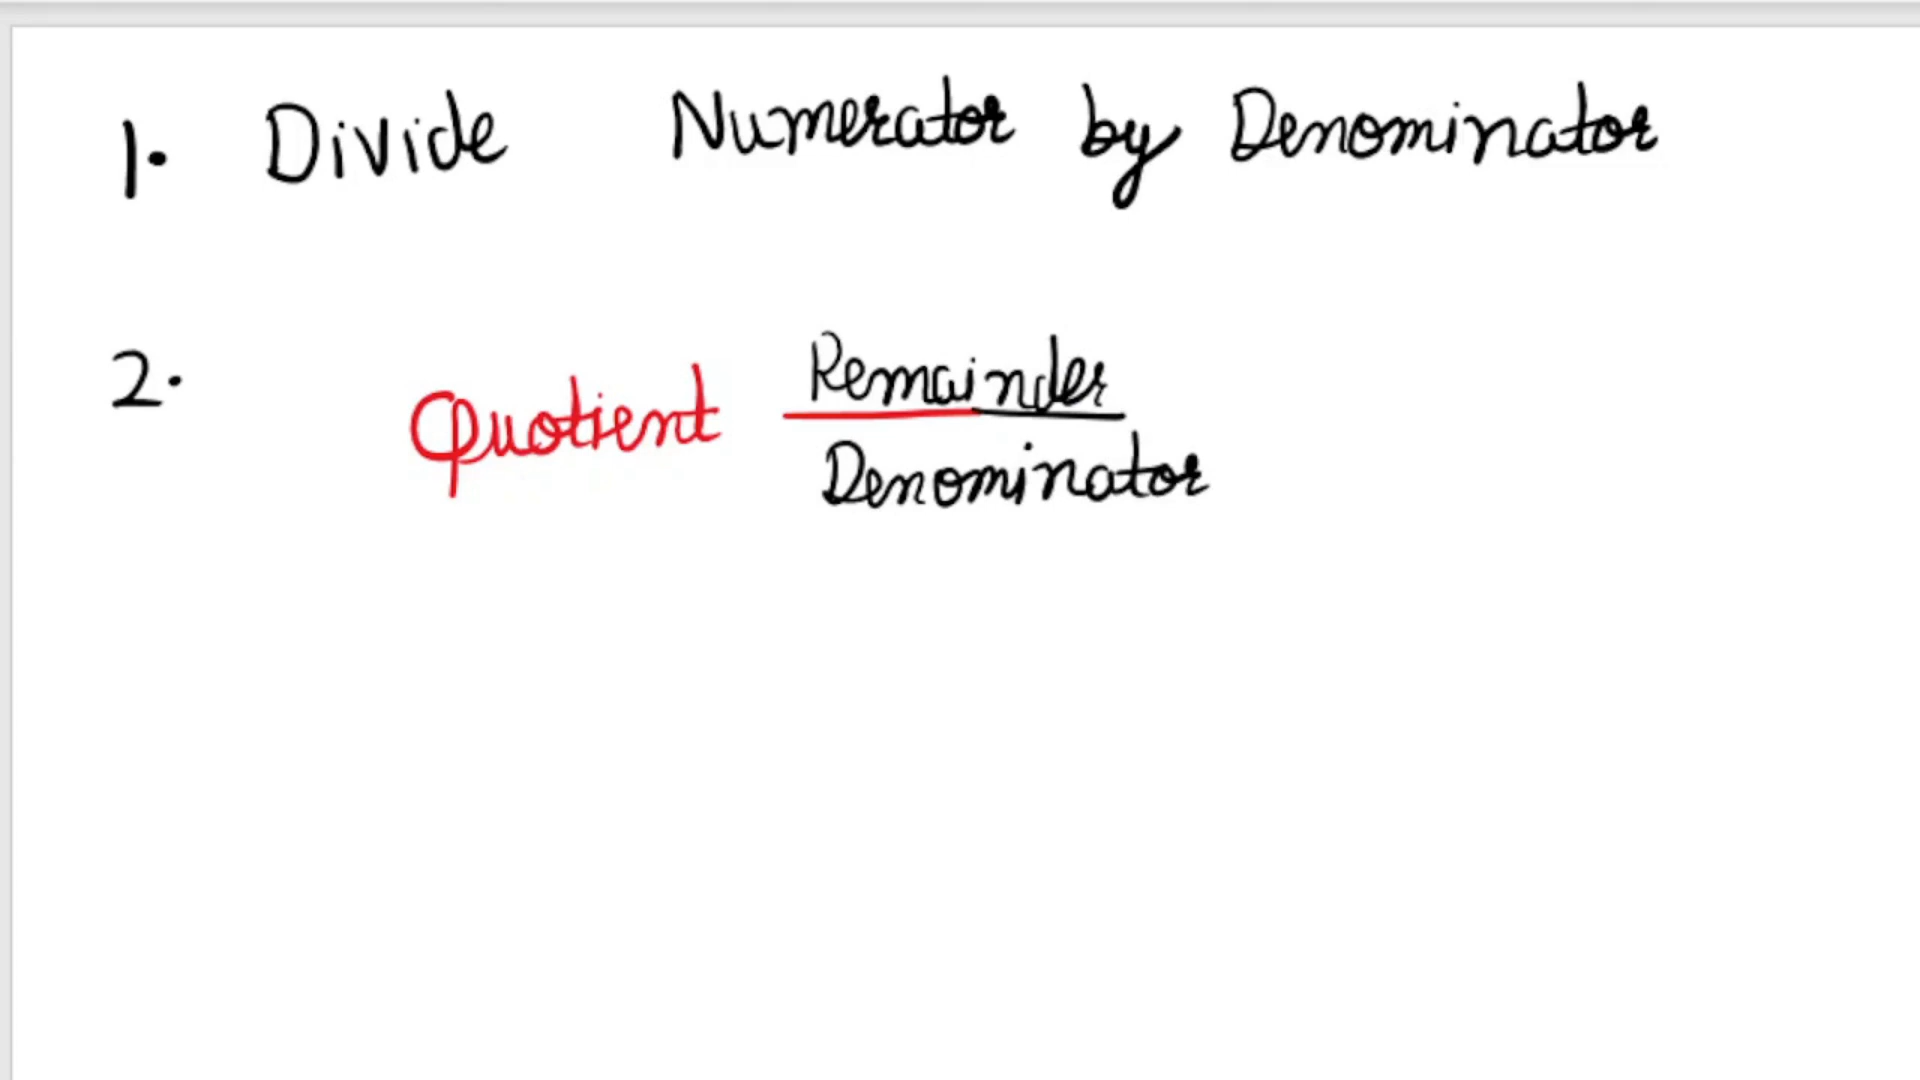 1. Divide Numerator by Denominator
2. Quotient Remainder
Denominator